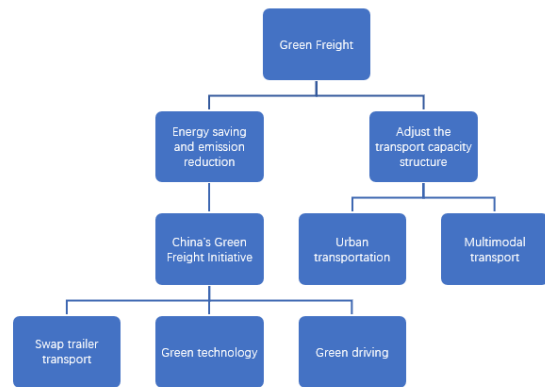 Green Freight
Energy saving
and emission
reduction
Adjust the
transport capacity
structure
China's Green
Freight Initiative
Urban
transportation
Multimodal
transport
Swap trailer
transport
Green technology
Green driving